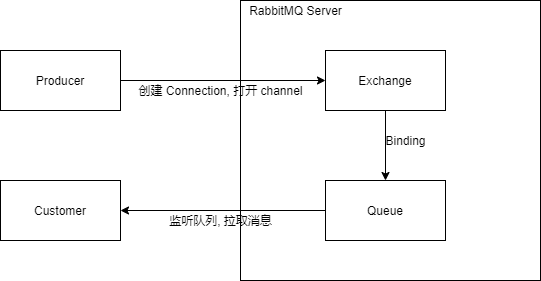 RabbitMQ Server
Producer
创建 Connection, 打开 channel
Exchange
Binding
Customer
监听队列, 拉取消息
Queue